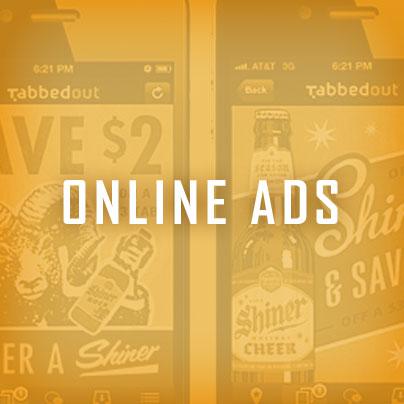 6:21 PM
Tabbedout
AVE $2
ER A Shiner
AT&T 3G
6:21 PM
Back
Tabbedout
Shiner
& SAV
Shiner
CHEER
ONLINE ADS